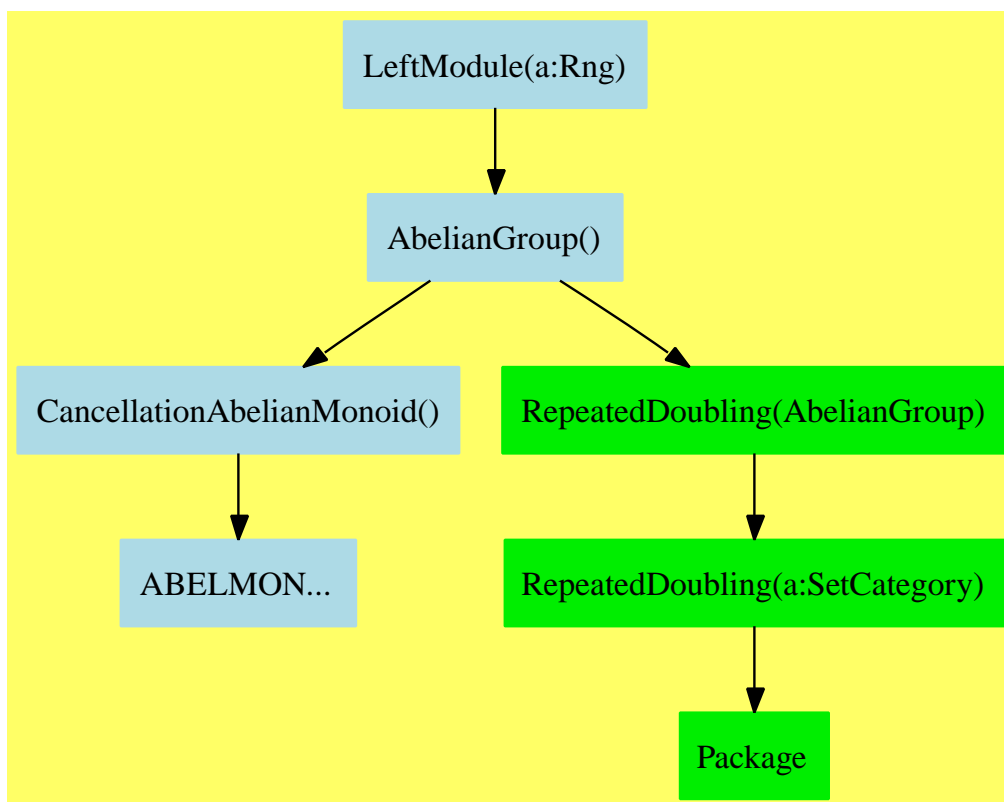 LeftModule(a:Rng)
AbelianGroup()
CancellationAbelianMonoid()
RepeatedDoubling(AbelianGroup)
ABELMON...
RepeatedDoubling(a:SetCategory)
Package